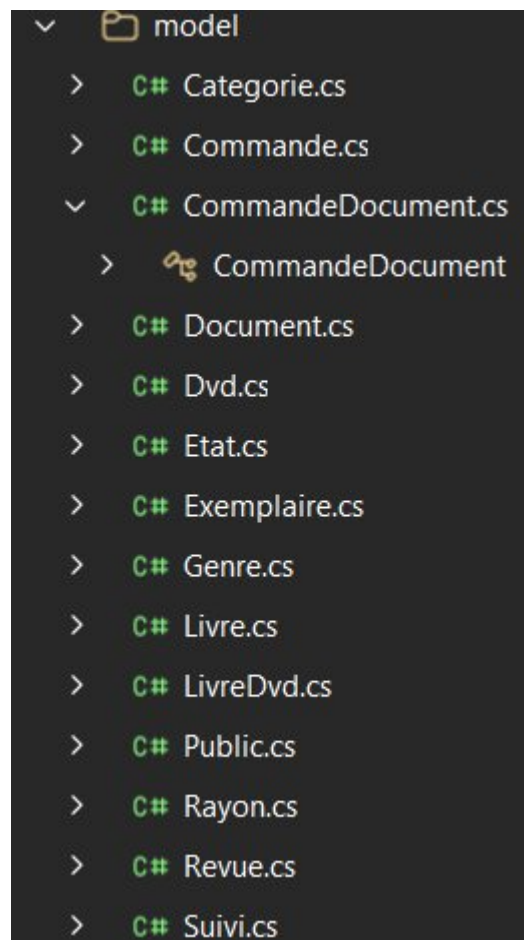 model
C# Categorie.cs
C# Commande.cs
C# CommandeDocument.cs
CommandeDocument
C# Document.cs
C# Dvd.cs
C# Etat.cs
C# Exemplaire.cs
C# Genre.cs
C# Livre.cs
C# LivreDvd.cs
C# Public.cs
C# Rayon.cs
C# Revue.cs
C# Suivi.cs